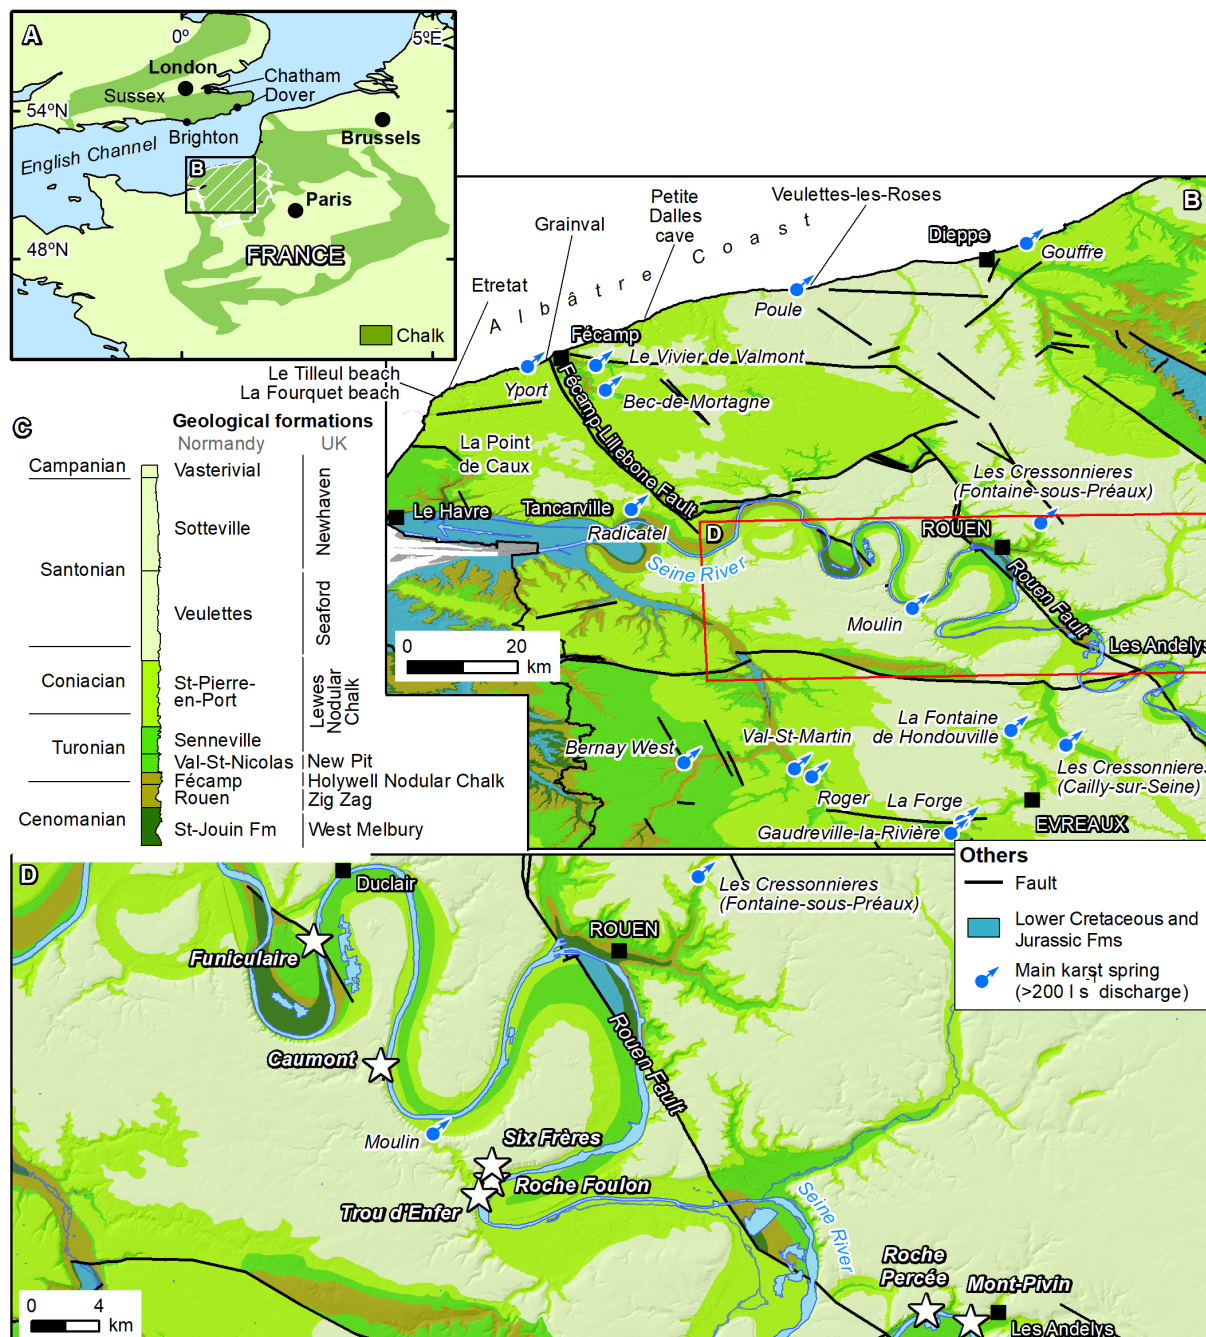 A
0º
5ºE
London
Chatham
Sussex
Dover
54ºN
Brighton
Brussels
English Channel
B
Paris
48ºN
FRANCE
Chalk
B
Veulettes-les-Roses
Petite
Dalles
cave
Grainval
Dieppe
Gouffre
Etretat
Albâtre Coast
Poule
Fécamp
Le Vivier de Valmont
Le Tilleul beach
La Fourquet beach
Yport
Bec-de-Mortagne
Fécamp-Lillebone Fault
La Point
de Caux
Les Cressonnieres
(Fontaine-sous-Préaux)
Le Havre
Tancarville
Radicatel
D
ROUEN
Seine River
Rouen Fault
Moulin
Les Andelys
0 20
km
La Fontaine
de Hondouville
Bernay West
Val-St-Martin
Les Cressonnieres
(Cailly-sur-Seine)
Roger
La Forge
Gaudreville-la-Rivière
EVREAUX
C
Geological formations
Normandy UK
Campanian
Vasterivial
Sotteville
Newhaven
Santonian
Veulettes
Seaford
Coniacian
St-Pierre-
en-Port
Lewes
Nodular
Chalk
Turonian
Senneville
Val-St-Nicolas New Pit
Fécamp Holywell Nodular Chalk
Rouen Zig Zag
Cenomanian
St-Jouin Fm West Melbury
Others
Fault
Lower Cretaceous and
Jurassic Fms
Main karst spring
(>200 l s⁻¹ discharge)
D
Duclair
Les Cressonnieres
(Fontaine-sous-Préaux)
ROUEN
Funiculaire
Rouen Fault
Caumont
Moulin
Six Frères
Roche Foulon
Trou d'Enfer
Seine River
Roche
Percée
Mont-Pivin
Les Andelys
0 4
km